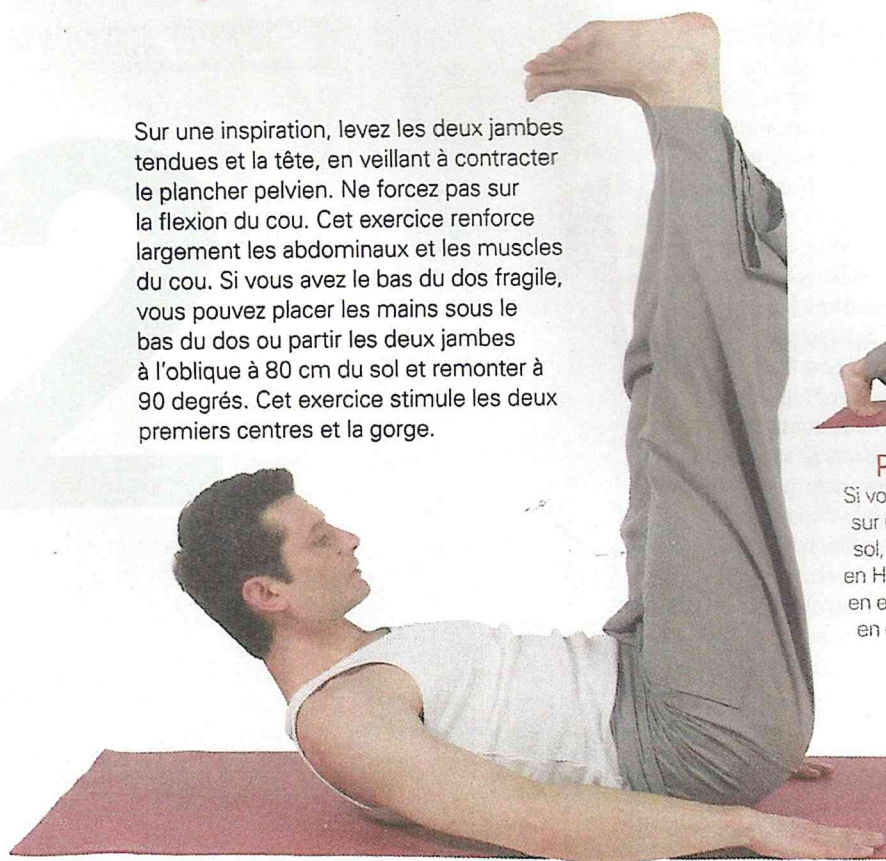 2
Sur une inspiration, levez les deux jambes
tendues et la tête, en veillant à contracter
le plancher pelvien. Ne forcez pas sur
la flexion du cou. Cet exercice renforce
largement les abdominaux et les muscles
du cou. Si vous avez le bas du dos fragile,
vous pouvez placer les mains sous le
bas du dos ou partir les deux jambes
à l'oblique à 80 cm du sol et remonter à
90 degrés. Cet exercice stimule les deux
premiers centres et la gorge.
P
Si vo
sur
sol,
en H
en e
en